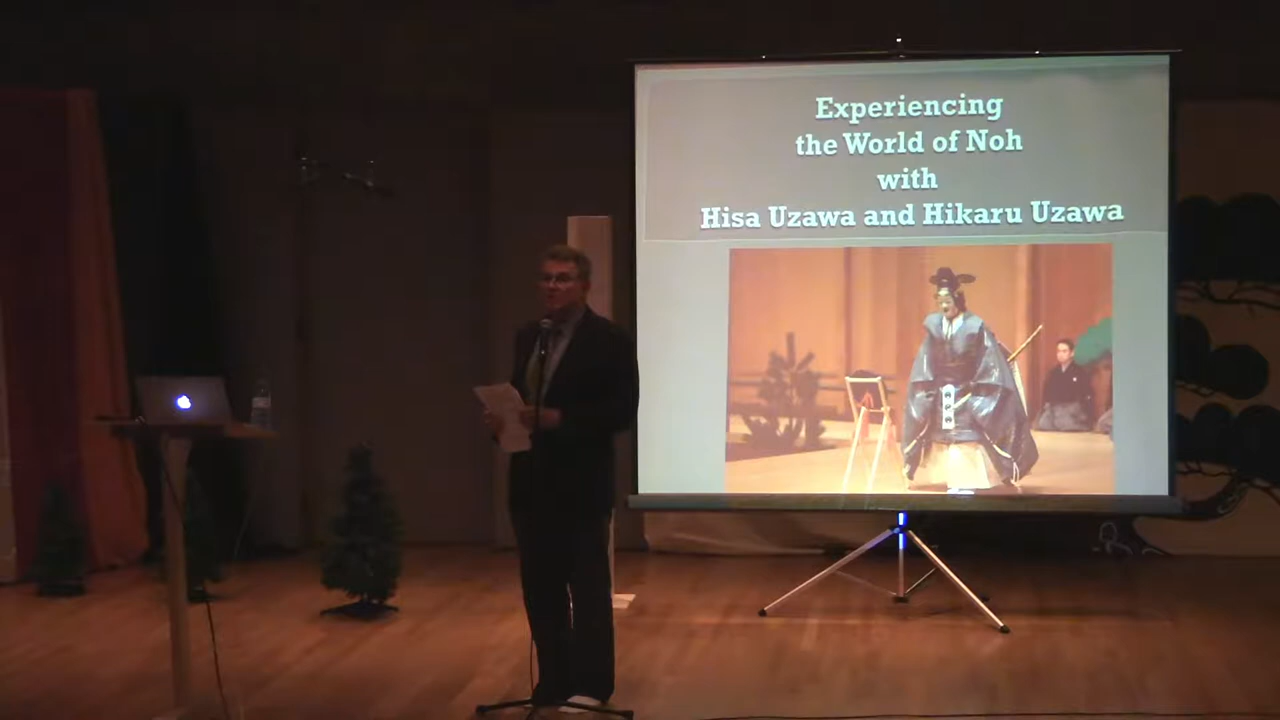 Experiencing
the World of Noh
with
Hisa Uzawa and Hikaru Uzawa